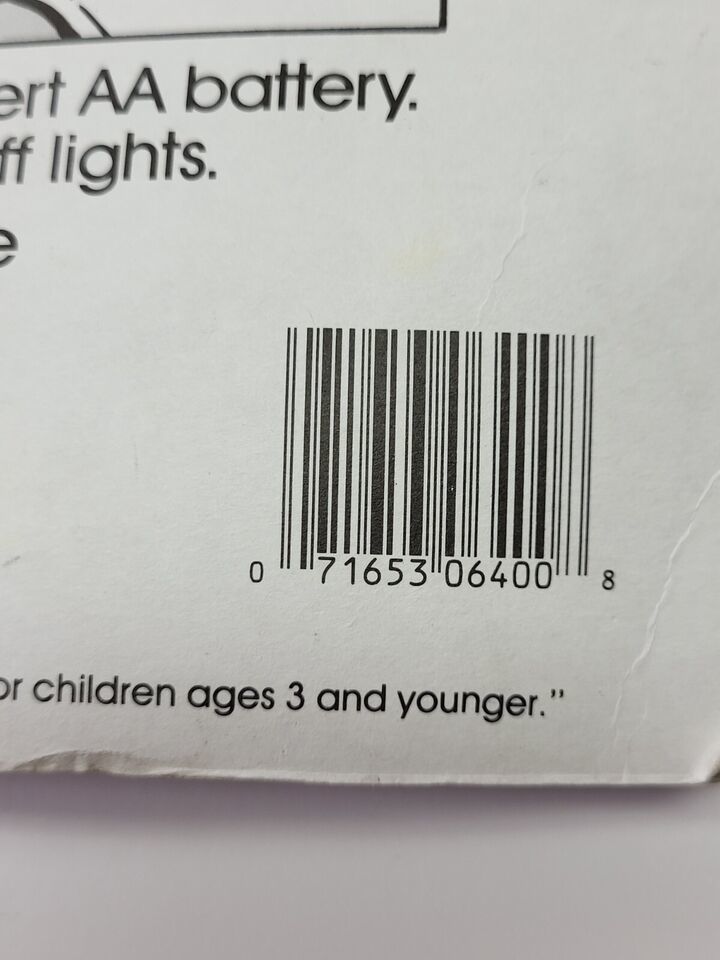 ert AA battery.
ff lights.
e
0 71653 06400 8
or children ages 3 and younger."